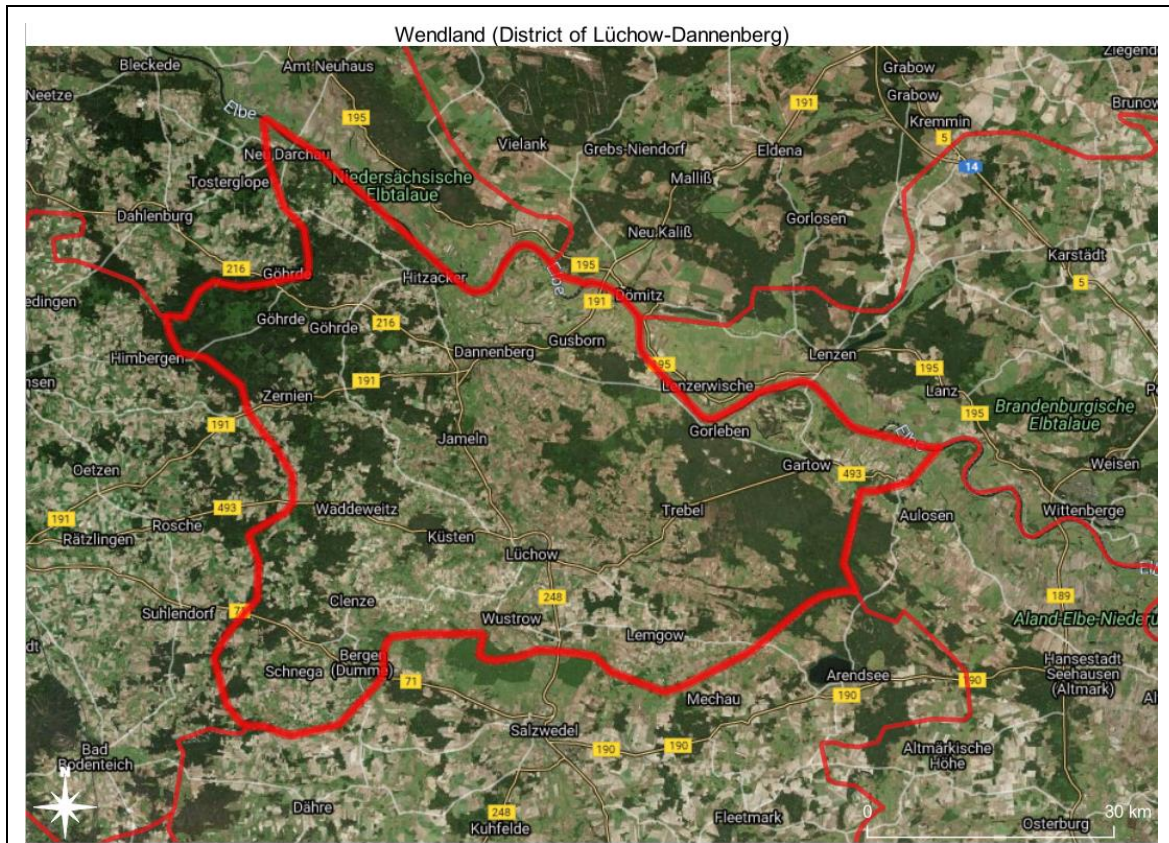 Wendland (District of Lüchow-Dannenberg)
Bleckede
Amt Neuhaus
Grabow
Neetze
Elbe
195
191
Grabow
Brunow
Kremmin
5
Neu Darchau
Vielank
Grebs-Niendorf
Eldena
14
Tosterglope
Niedersächsische
Elbtalaue
Malliß
Dahlenburg
Gorlosen
Neu Kaliß
Karstädt
216
Göhrde
Hitzacker
195
Elbe
5
191
Dömitz
Göhrde
Göhrde
216
Gusborn
Himbergen
Dannenberg
Lenzen
195
195
191
Lenzerwische
Lanz
Zernien
Brandenburgische
Elbtalaue
195
191
Gorleben
Jameln
Oetzen
Gartow
493
Weisen
493
Waddeweitz
Trebel
Aulosen
Wittenberge
191
Rosche
Rätzlingen
Küsten
Lüchow
248
189
Suhlendorf
Clenze
Wustrow
Lemgow
Bergen
(Dumme)
Schnega
71
Arendsee
190
Hansestadt
Seehausen
(Altmark)
Mechau
190
Salzwedel
190
190
Bad
Bodenteich
Altmärkische
Höhe
N
Dähre
248
Kuhfelde
Fleetmark
0
30 km
Osterburg